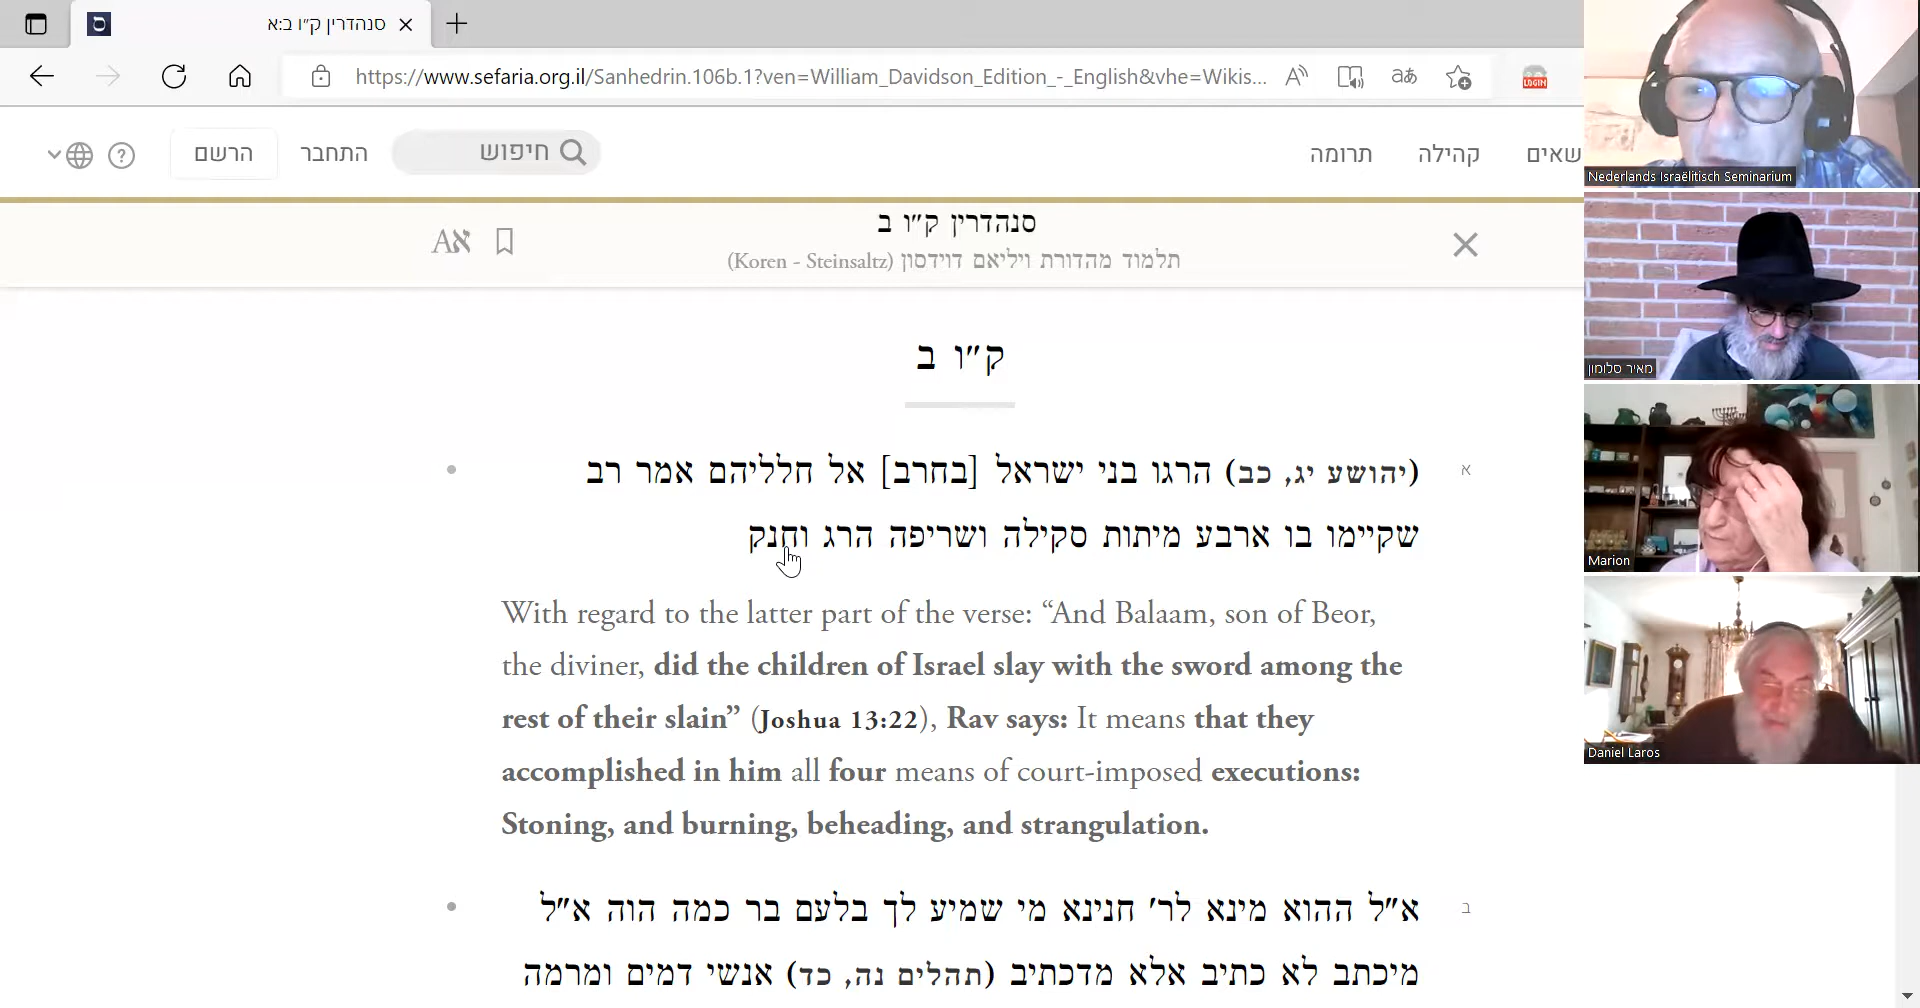 סנהדרין ק״ו ב:א
https://www.sefaria.org.il/Sanhedrin.106b.1?ven=William_Davidson_Edition_-_English&vhe=Wikis...
LOGIN
הרשם
התחבר
חיפוש
תרומה
קהילה
שאים
סנהדרין ק״ו ב
תלמוד מהדורת ויליאם דוידסון (Koren - Steinsaltz)
AA א
ק״ו ב
א
(יהושע יג, כב) הרגו בני ישראל [בחרב] אל חלליהם אמר רב
שקיימו בו ארבע מיתות סקילה ושריפה הרג וחנק
With regard to the latter part of the verse: “And Balaam, son of Beor,
the diviner, did the children of Israel slay with the sword among the
rest of their slain” (Joshua 13:22), Rav says: It means that they
accomplished in him all four means of court-imposed executions:
Stoning, and burning, beheading, and strangulation.
ב
א״ל ההוא מינא לר׳ חנינא מי שמיע לך בלעם בר כמה הוה א״ל
מיכתב לא כתיב אלא מדכתיב (תהלים נה, כד) אנשי דמים ומרמה
Nederlands Israëlitisch Seminarium
מאיר סלומון
Marion
Daniel Laros